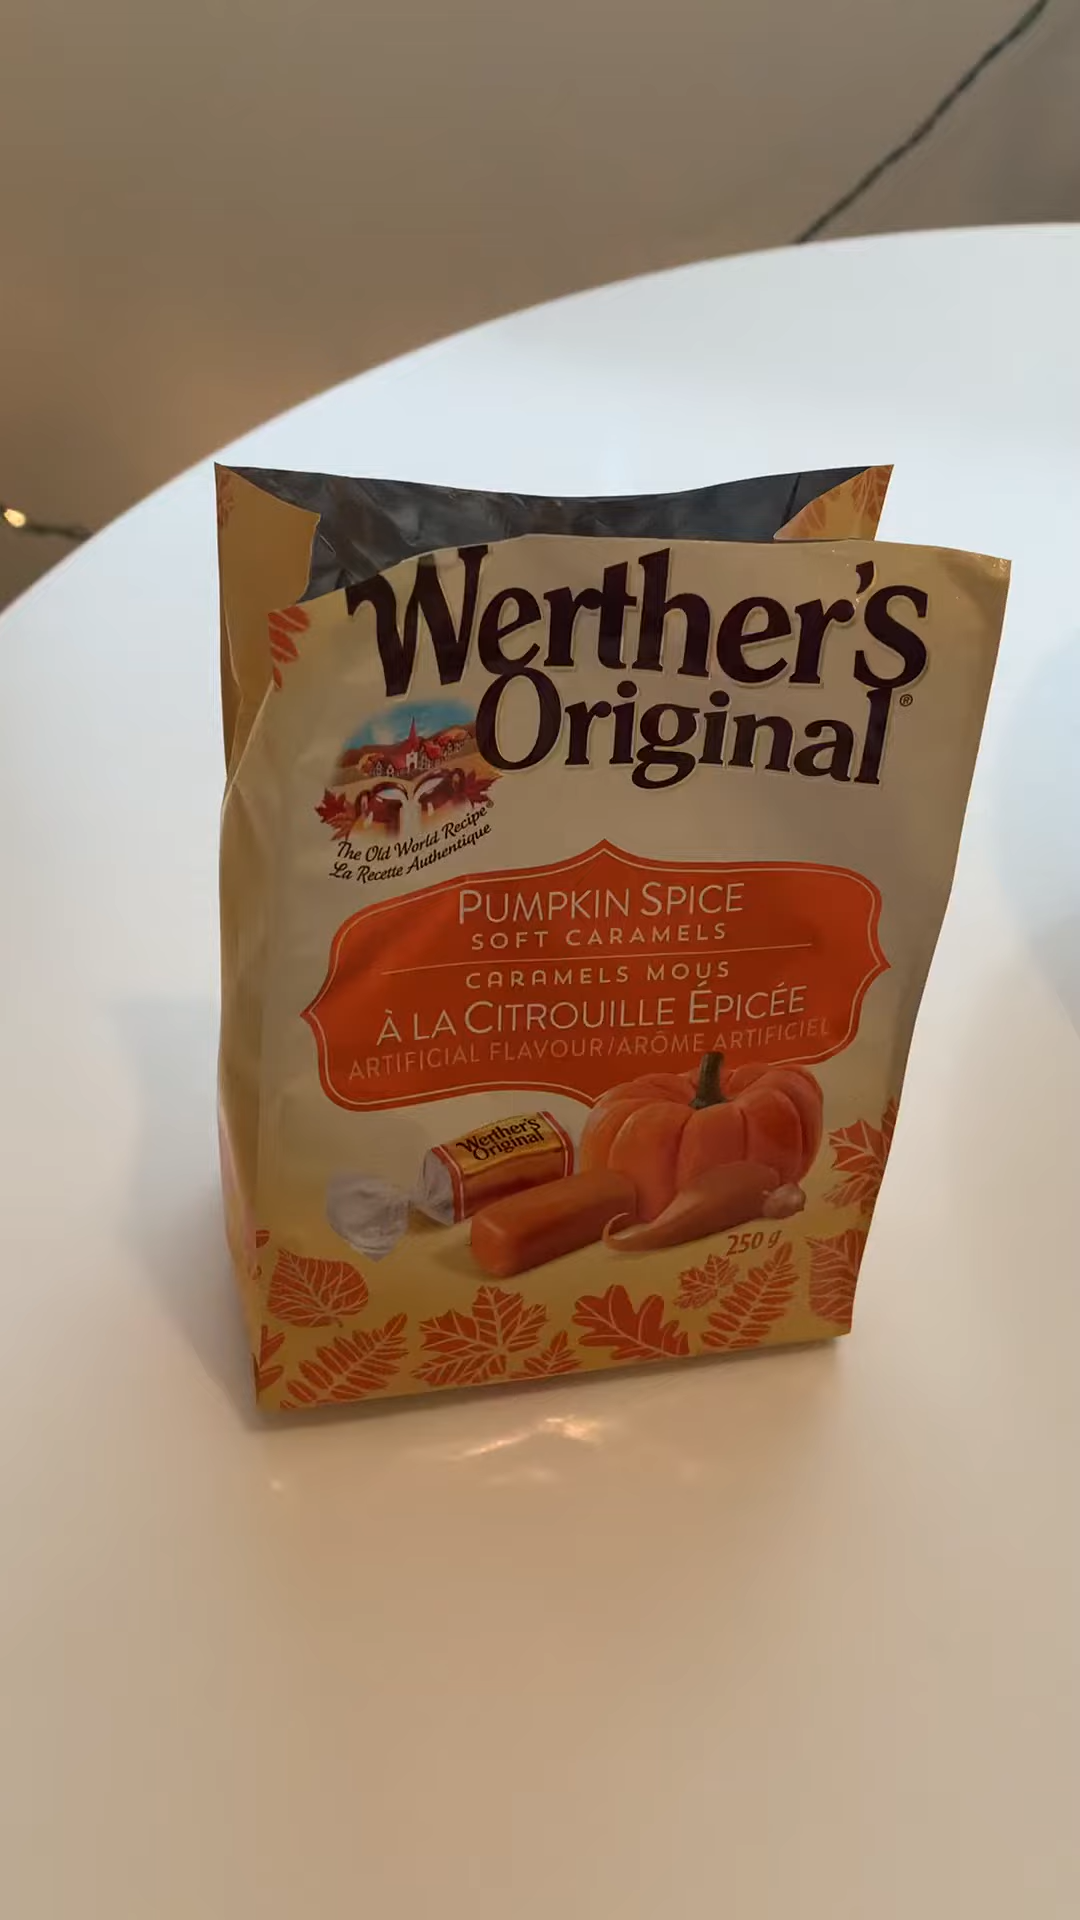 Werther's
Original®
The Old World Recipe®
La Recette Authentique
PUMPKIN SPICE
SOFT CARAMELS
CARAMELS MOUS
À LA CITROUILLE ÉPICÉE
ARTIFICIAL FLAVOUR/ARÔME ARTIFICIEL
Werther's
Original
250 g